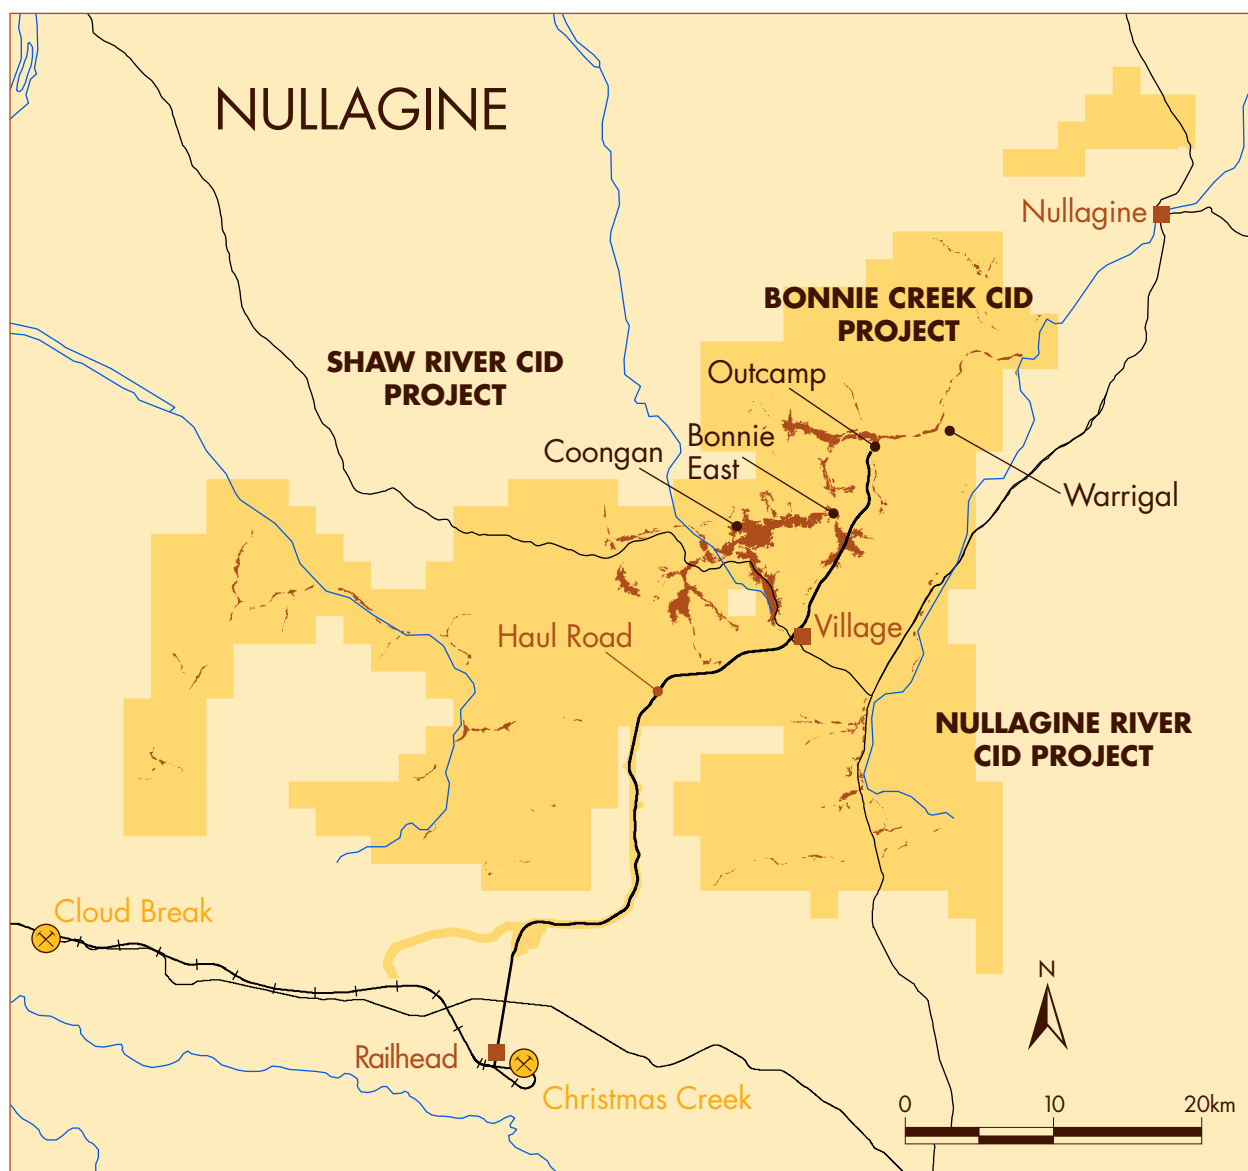 NULLAGINE
Nullagine
BONNIE CREEK CID
PROJECT
SHAW RIVER CID
PROJECT
Outcamp
Bonnie
East
Coongan
Warrigal
Village
Haul Road
NULLAGINE RIVER
CID PROJECT
Cloud Break
N
Railhead
Christmas Creek
0 10 20km